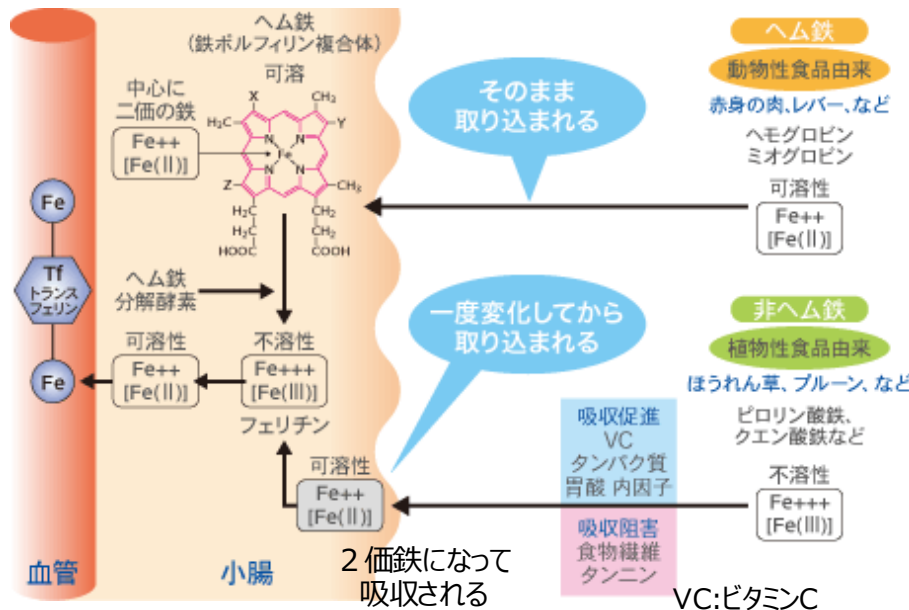 ヘム鉄
(鉄ポルフィリン複合体)
可溶
中心に
二価の鉄
Fe++
[Fe(II)]
X
CH₃
H₃C
Y
N
N
Fe
N
N
Z
CH₃
H₂C
CH₂
H₂C
CH₂
HOOC
COOH
そのまま
取り込まれる
ヘム鉄
動物性食品由来
赤身の肉、レバー、など
ヘモグロビン
ミオグロビン
可溶性
Fe++
[Fe(II)]
Fe
Tf
トランス
フェリン
Fe
ヘム鉄
分解酵素
可溶性
Fe++
[Fe(II)]
不溶性
Fe+++
[Fe(III)]
フェリチン
一度変化してから
取り込まれる
非ヘム鉄
植物性食品由来
ほうれん草、プルーン、など
ピロリン酸鉄、
クエン酸鉄など
不溶性
Fe+++
[Fe(III)]
吸収促進
VC
タンパク質
胃酸 内因子
吸収阻害
食物繊維
タンニン
可溶性
Fe++
[Fe(II)]
血管
小腸
2価鉄になって
吸収される
VC:ビタミンC